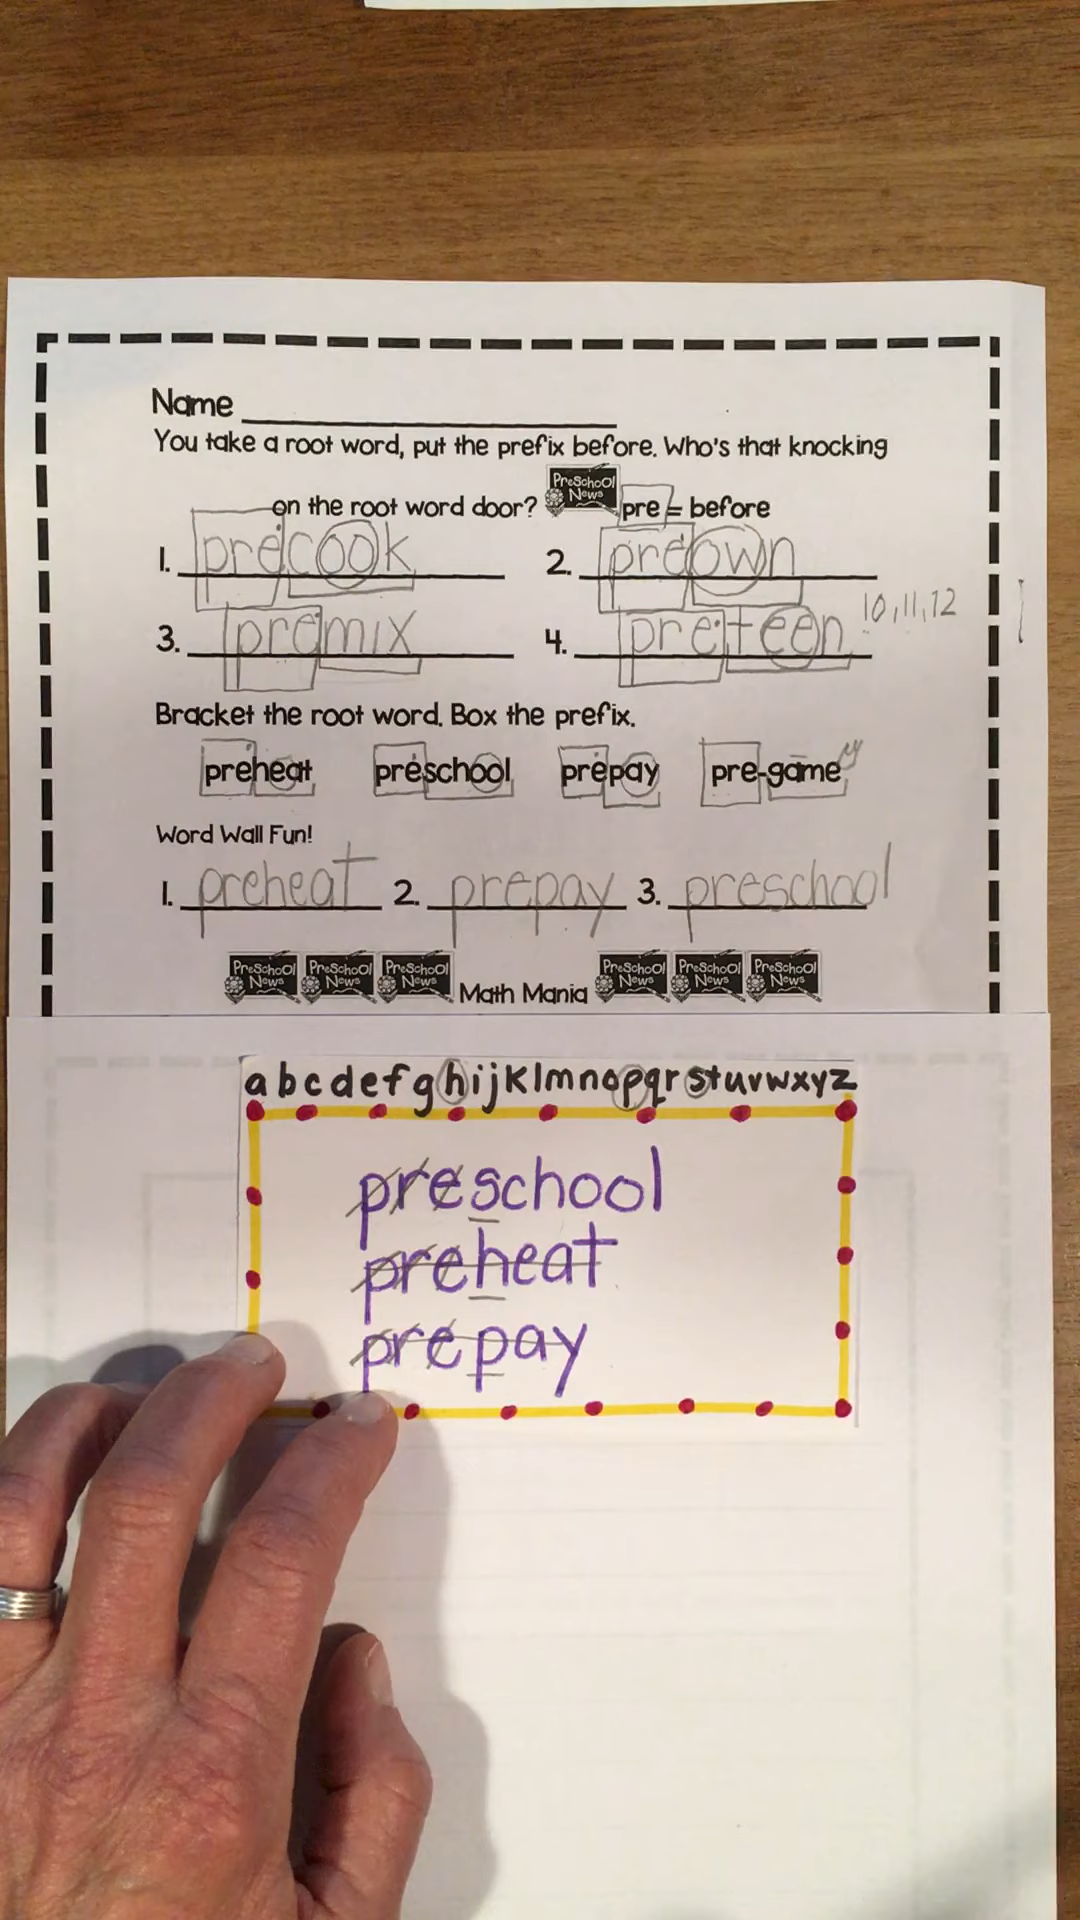 Name
You take a root word, put the prefix before. Who's that knocking
PreSchoOl
News
on the root word door? pre = before
1. precook 2. preown
10, 11, 12
3. premix 4. preteen
Bracket the root word. Box the prefix.
preheat preschool prepay pre-game
Word Wall Fun!
1. preheat 2. prepay 3. preschool
PreSchoOl PreSchoOl PreSchoOl PreSchoOl PreSchoOl PreSchoOl
News News News News News News
Math Mania
a b c d e f g h i j k l m n o p q r s t u v w x y z
preschool
preheat
prepay